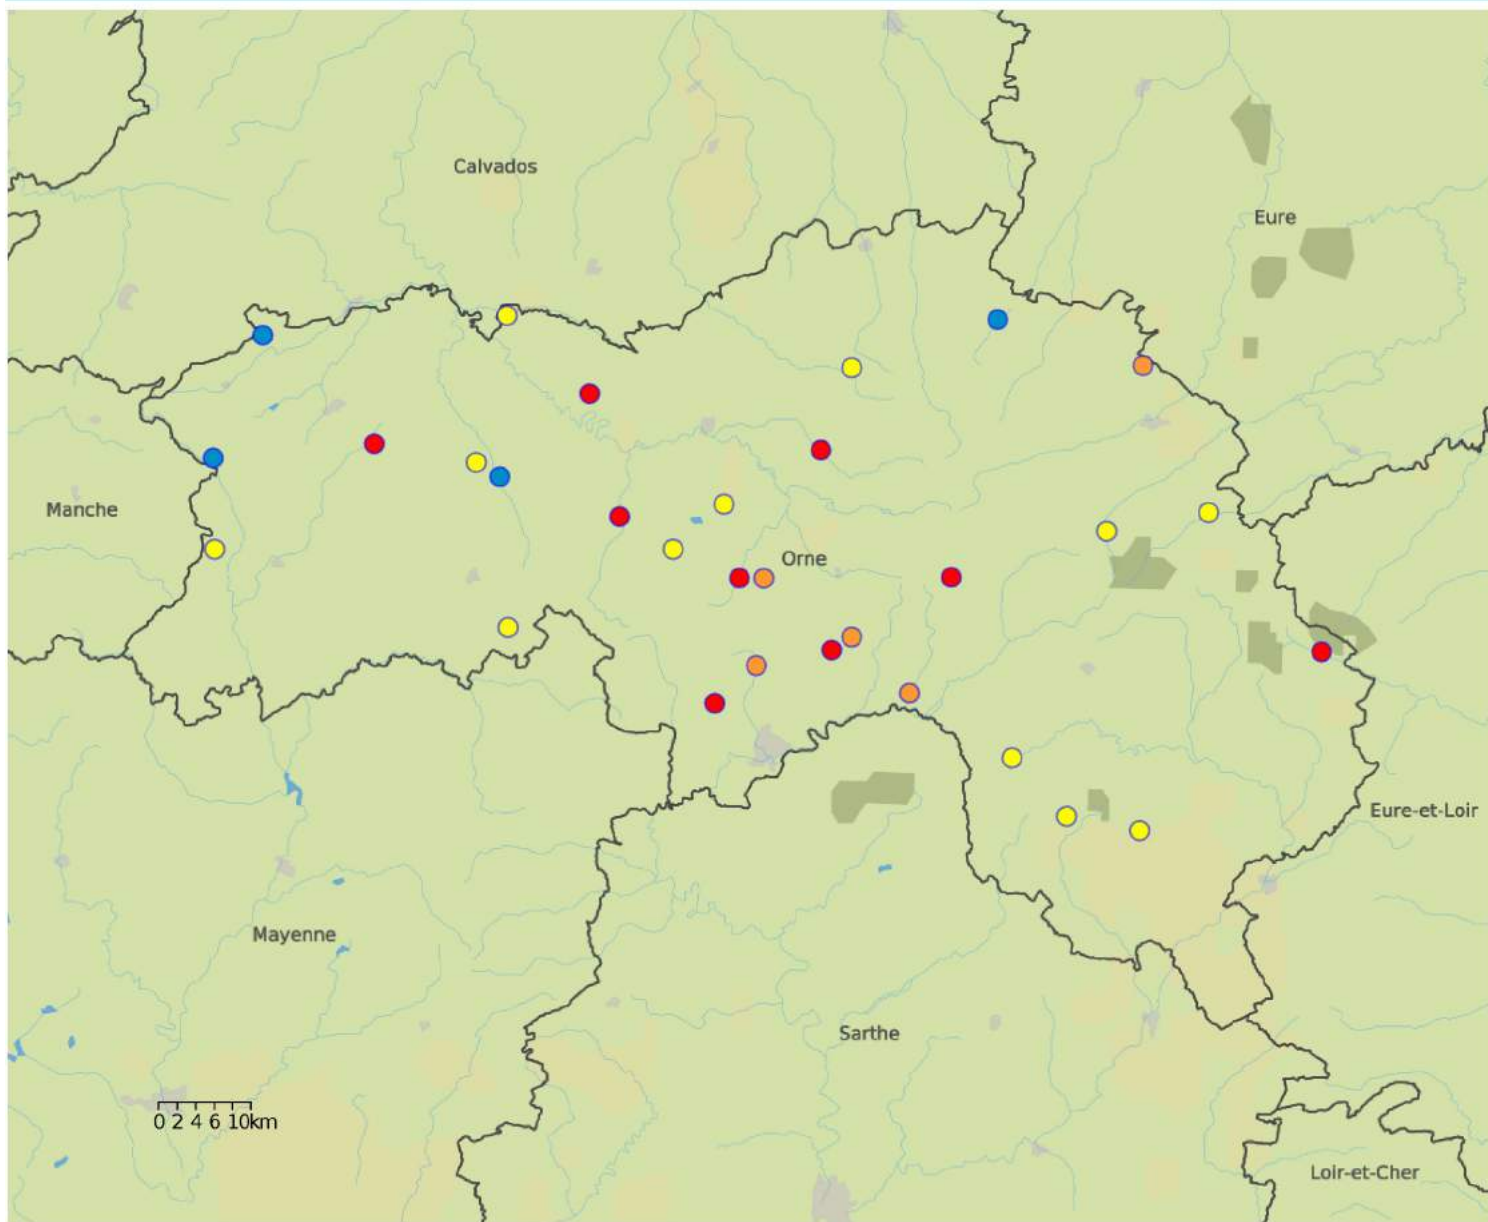 Calvados
Eure
Manche
Orne
Eure-et-Loir
Mayenne
Sarthe
0 2 4 6 10km
Loir-et-Cher